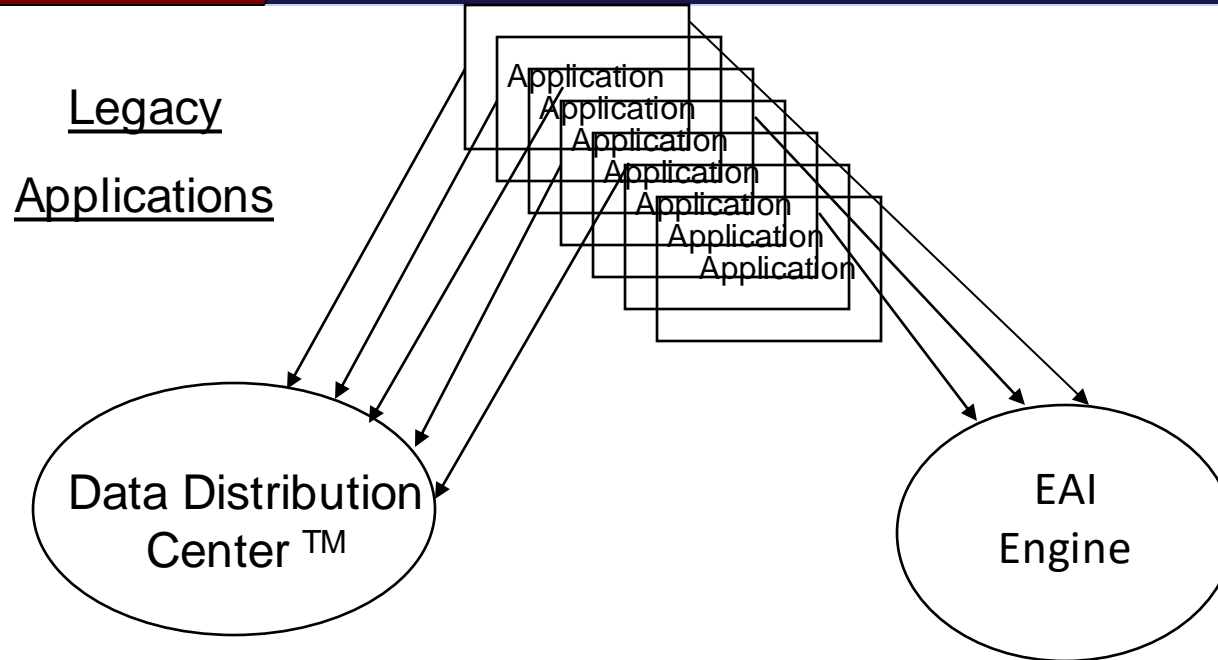 Legacy
Applications
Application
Application
Application
Application
Application
Application
Application
Data Distribution
Center TM
EAI
Engine